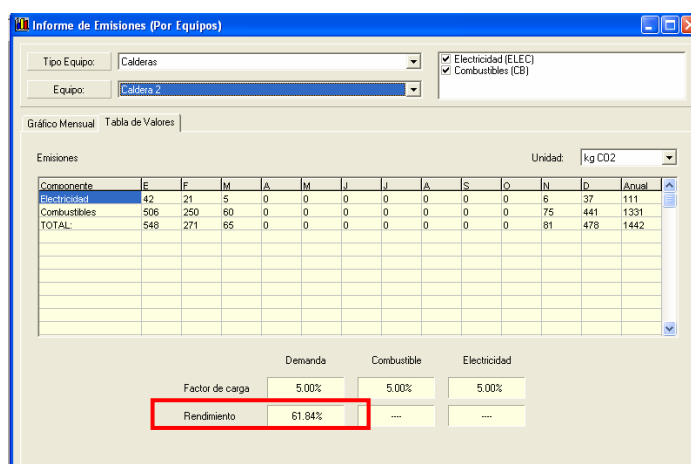 Informe de Emisiones (Por Equipos)
Tipo Equipo: Calderas
Electricidad (ELEC)
Combustibles (CB)
Equipo: Caldera 2
Gráfico Mensual Tabla de Valores
Emisiones Unidad: kg CO2
Componente E F M A M J J A S O N D Anual
Electricidad 42 21 5 0 0 0 0 0 0 0 6 37 111
Combustibles 506 250 60 0 0 0 0 0 0 0 75 441 1331
TOTAL: 548 271 65 0 0 0 0 0 0 0 81 478 1442
Demanda Combustible Electricidad
Factor de carga 5.00% 5.00% 5.00%
Rendimiento 61.84% ---- ----